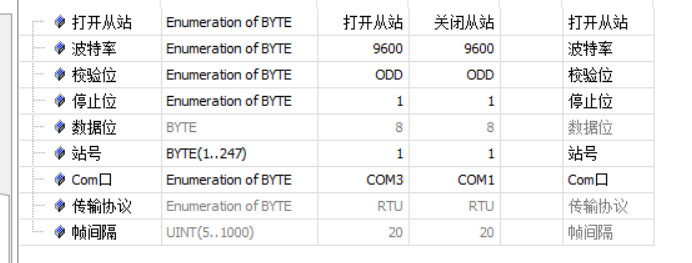 打开从站 Enumeration of BYTE 打开从站 关闭从站 打开从站
波特率 Enumeration of BYTE 9600 9600 波特率
校验位 Enumeration of BYTE ODD ODD 校验位
停止位 Enumeration of BYTE 1 1 停止位
数据位 BYTE 8 8 数据位
站号 BYTE(1..247) 1 1 站号
Com口 Enumeration of BYTE COM3 COM1 Com口
传输协议 Enumeration of BYTE RTU RTU 传输协议
帧间隔 UINT(5..1000) 20 20 帧间隔